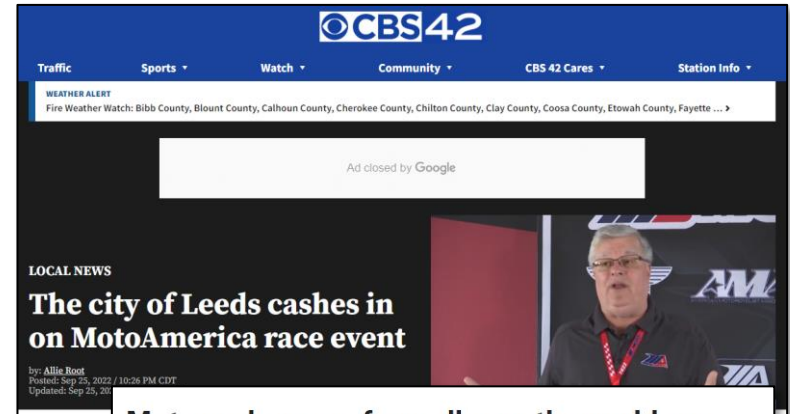 CBS 42
Traffic Sports Watch Community CBS 42 Cares Station Info
WEATHER ALERT
Fire Weather Watch: Bibb County, Blount County, Calhoun County, Cherokee County, Chilton County, Clay County, Coosa County, Etowah County, Fayette ... >
Ad closed by Google
LOCAL NEWS
AMA
The city of Leeds cashes in
on MotoAmerica race event
by: Allie Root
Posted: Sep 25, 2022 / 10:26 PM CDT
Updated: Sep 25,